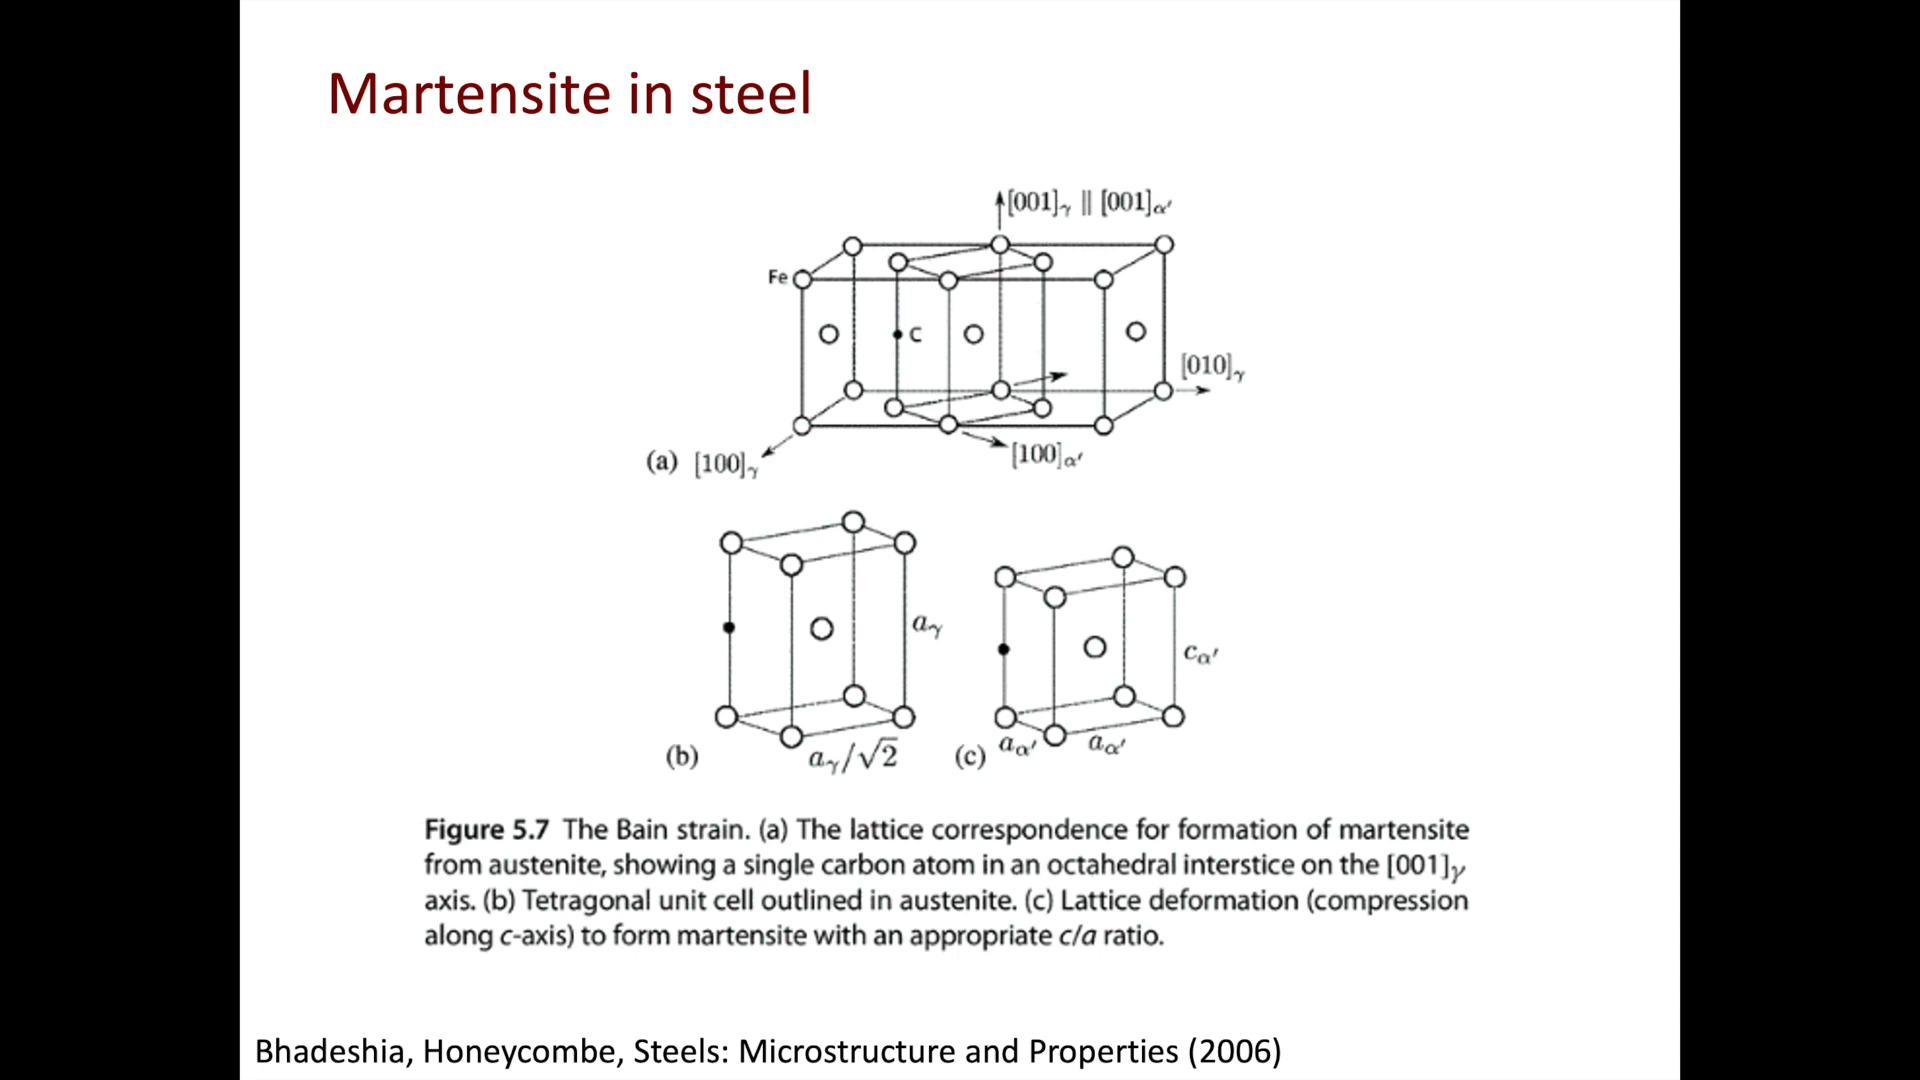 Martensite in steel
[001]γ || [001]α′
Fe
C
[010]γ
(a) [100]γ
[100]α′
aγ
cα′
(b)
aγ/√2
(c)
aα′
aα′
Figure 5.7 The Bain strain. (a) The lattice correspondence for formation of martensite
from austenite, showing a single carbon atom in an octahedral interstice on the [001]γ
axis. (b) Tetragonal unit cell outlined in austenite. (c) Lattice deformation (compression
along c-axis) to form martensite with an appropriate c/a ratio.
Bhadeshia, Honeycombe, Steels: Microstructure and Properties (2006)